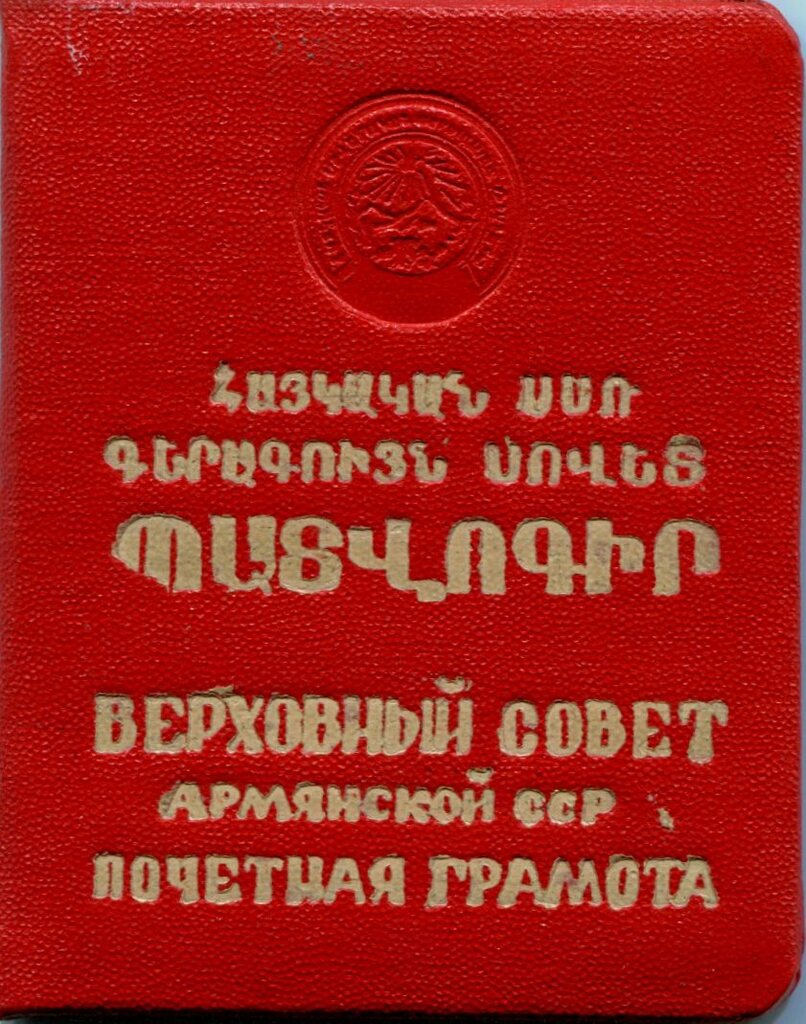 ՀԱՅԿԱԿԱՆ ՍՍՌ
ԳԵՐԱԳՈՒՅՆ ՍՈՎԵՏ
ՊԱՏՎՈԳԻՐ
ВЕРХОВНЫЙ СОВЕТ
АРМЯНСКОЙ ССР
ПОЧЕТНАЯ ГРАМОТА